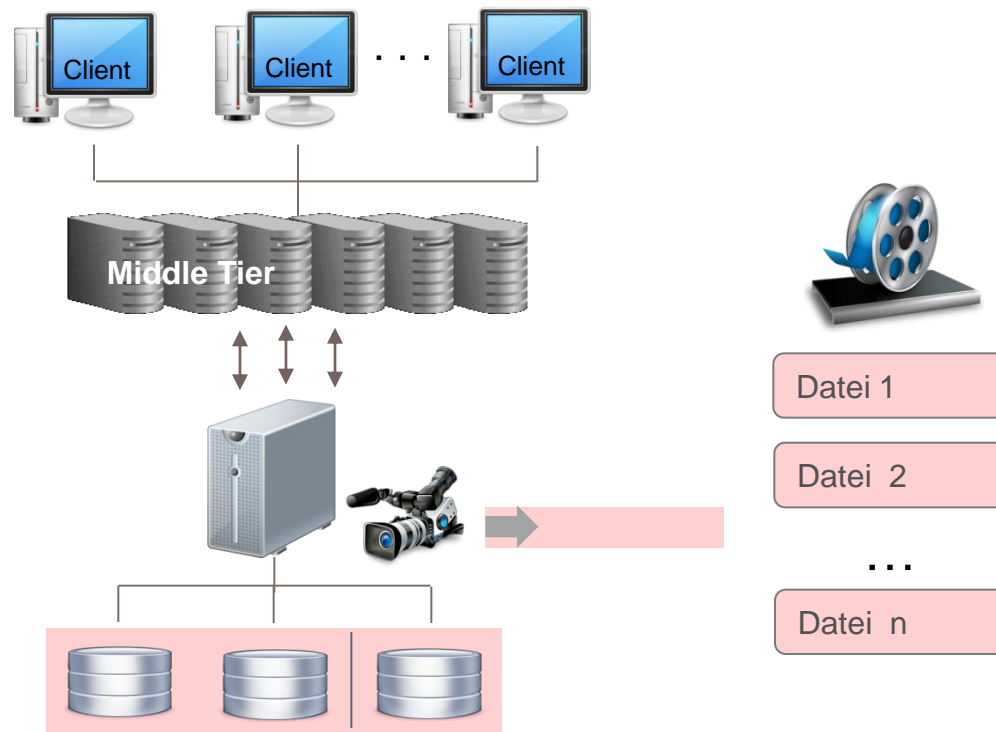 Client
Client
. . .
Client
Middle Tier
Datei 1
Datei 2
...
Datei n